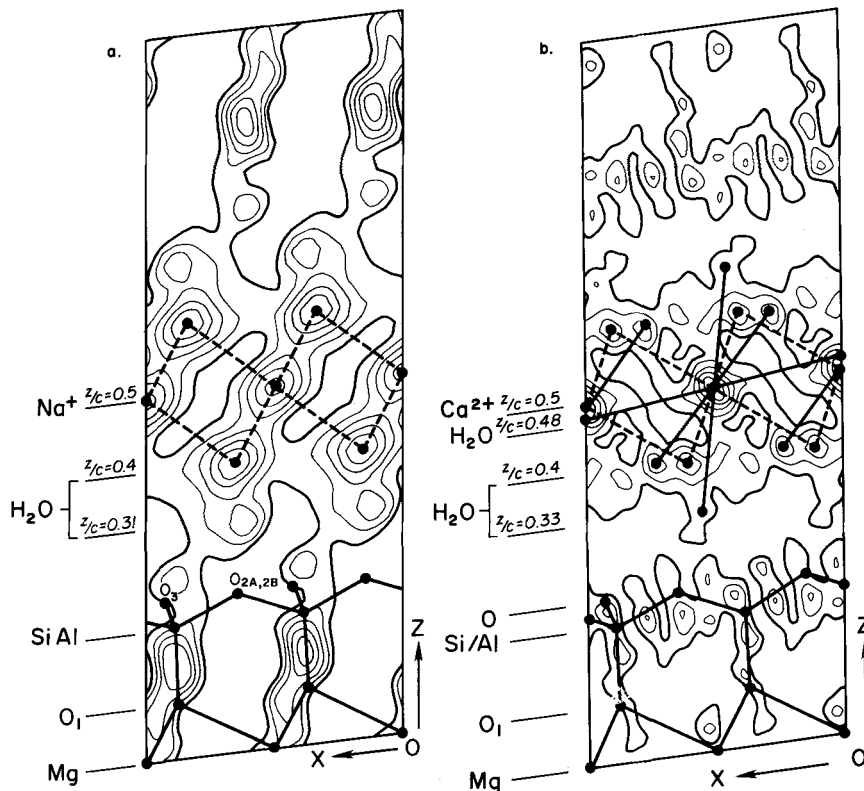 a.
Na⁺ z/c=0.5
z/c=0.4
H₂O
z/c=0.31
O₃
O₂A,₂B
Si Al
O₁
Mg
Z
X
O
b.
Ca²⁺ z/c=0.5
H₂O z/c=0.48
z/c=0.4
H₂O
z/c=0.33
O
Si/Al
O₁
Mg
Z
X
O